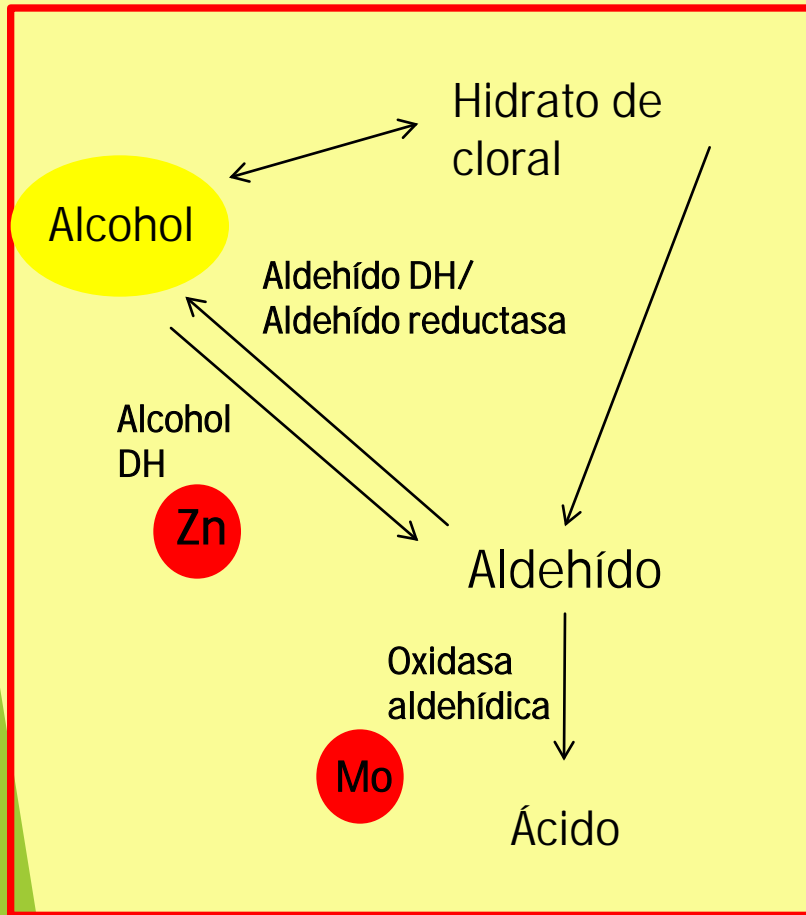 Hidrato de
cloral
Alcohol
Aldehído DH/
Aldehído reductasa
Alcohol
DH
Zn
Aldehído
Oxidasa
aldehídica
Mo
Ácido